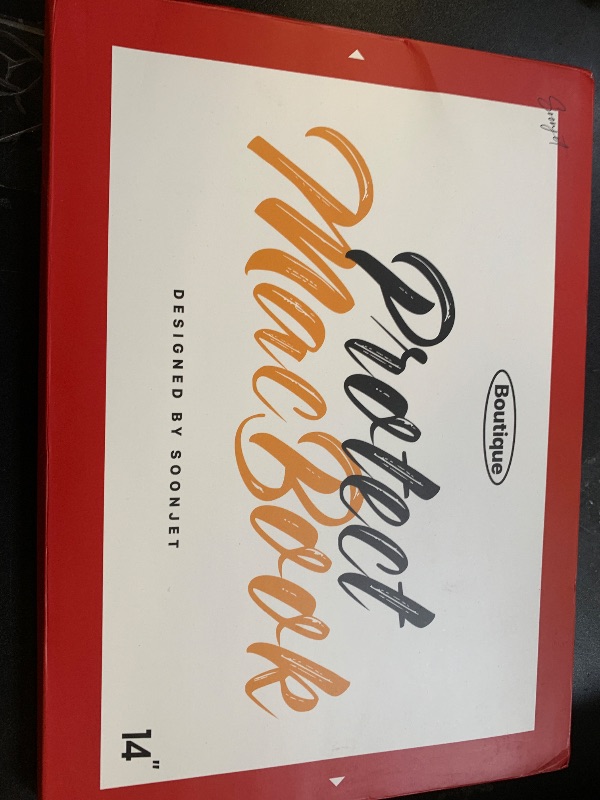 Boutique
Protect
MacBook
DESIGNED BY SOONJET
14"